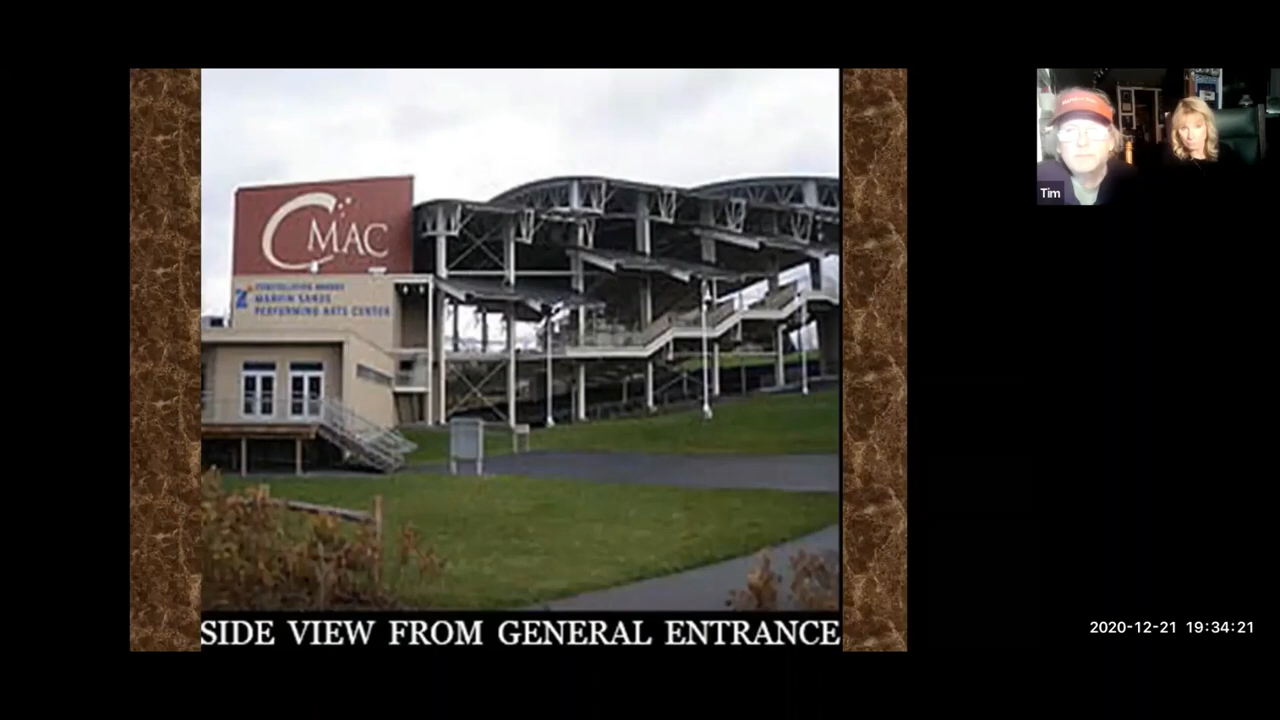 CMAC
CONSTELLATION BRANDS
MARVIN SANDS
PERFORMING ARTS CENTER
SIDE VIEW FROM GENERAL ENTRANCE
Tim
2020-12-21 19:34:21